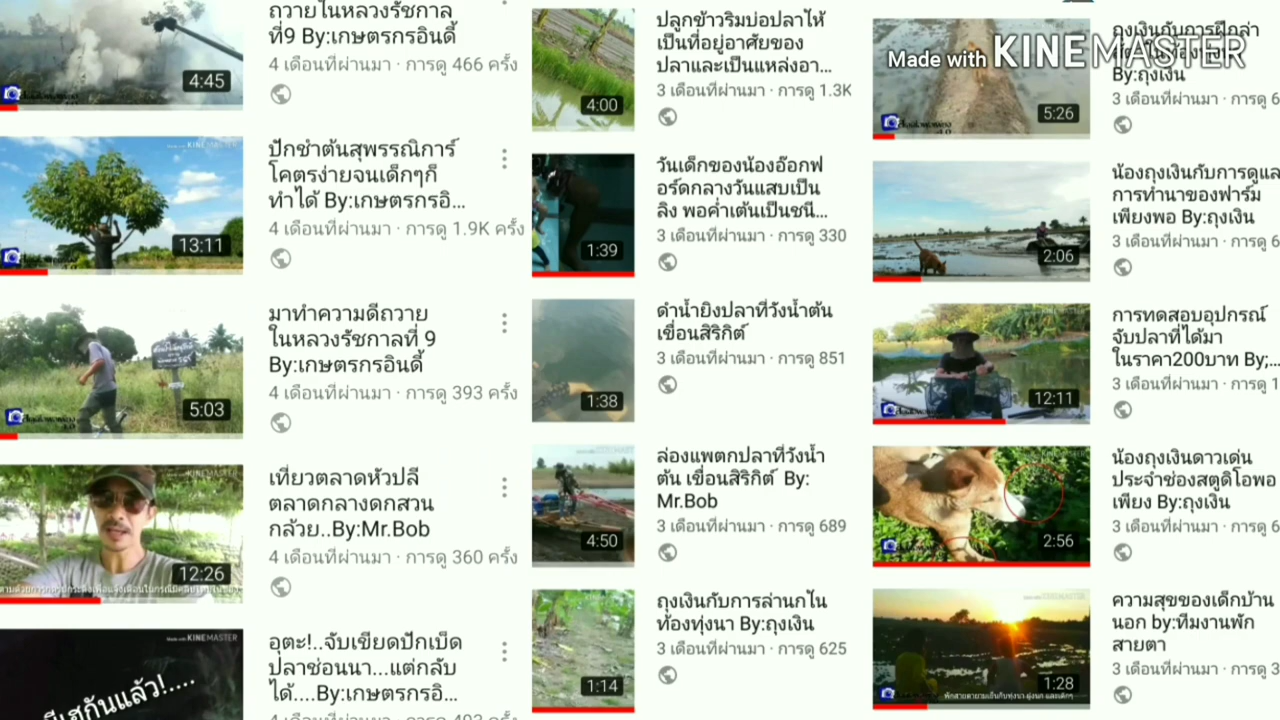 ถวายในหลวงรัชกาล
ที่9 By:เกษตรกรอินดี้
4 เดือนที่ผ่านมา · การดู 466 ครั้ง
4:45
ปักชำต้นสุพรรณิการ์
โคตรง่ายจนเด็กๆก็
ทำได้ By:เกษตรกรอิ...
4 เดือนที่ผ่านมา · การดู 1.9K ครั้ง
13:11
มาทำความดีถวาย
ในหลวงรัชกาลที่ 9
By:เกษตรกรอินดี้
4 เดือนที่ผ่านมา · การดู 393 ครั้ง
5:03
เที่ยวตลาดหัวปลี
ตลาดกลางดกสวน
กล้วย..By:Mr.Bob
4 เดือนที่ผ่านมา · การดู 360 ครั้ง
12:26
อุตะ!..จับเขียดปักเบ็ด
ปลาช่อนนา...แต่กลับ
ได้....By:เกษตรกรอิ...
4 เดือนที่ผ่านมา · การดู 493 ครั้ง
ปลูกข้าวริมบ่อปลาให้
เป็นที่อยู่อาศัยของ
ปลาและเป็นแหล่งอา...
3 เดือนที่ผ่านมา · การดู 1.3K
4:00
วันเด็กของน้องอ๊อกฟ
อร์ดกลางวันแสบเป็น
ลิง พอค่ำเต้นเป็นชนี...
3 เดือนที่ผ่านมา · การดู 330
1:39
ดำน้ำยิงปลาที่วังน้ำต้น
เขื่อนสิริกิต์
3 เดือนที่ผ่านมา · การดู 851
1:38
ล่องแพตกปลาที่วังน้ำ
ต้น เขื่อนสิริกิต์ By:
Mr.Bob
3 เดือนที่ผ่านมา · การดู 689
4:50
ถุงเงินกับการล่านกใน
ท้องทุ่งนา By:ถุงเงิน
3 เดือนที่ผ่านมา · การดู 625
1:14
Made with KINEMASTER
ถุงเงินกับการฝึกล่า
By:ถุงเงิน
3 เดือนที่ผ่านมา · การดู 6
5:26
น้องถุงเงินกับการดูแล
การทำนาของฟาร์ม
เพียงพอ By:ถุงเงิน
3 เดือนที่ผ่านมา · การดู 6
2:06
การทดสอบอุปกรณ์
จับปลาที่ได้มา
ในราคา200บาท By;...
3 เดือนที่ผ่านมา · การดู 1
12:11
น้องถุงเงินดาวเด่น
ประจำช่องสตูดิโอพอ
เพียง By:ถุงเงิน
3 เดือนที่ผ่านมา · การดู 6
2:56
ความสุขของเด็กบ้าน
นอก by:ทีมงานพัก
สายตา
3 เดือนที่ผ่านมา · การดู 3
1:28